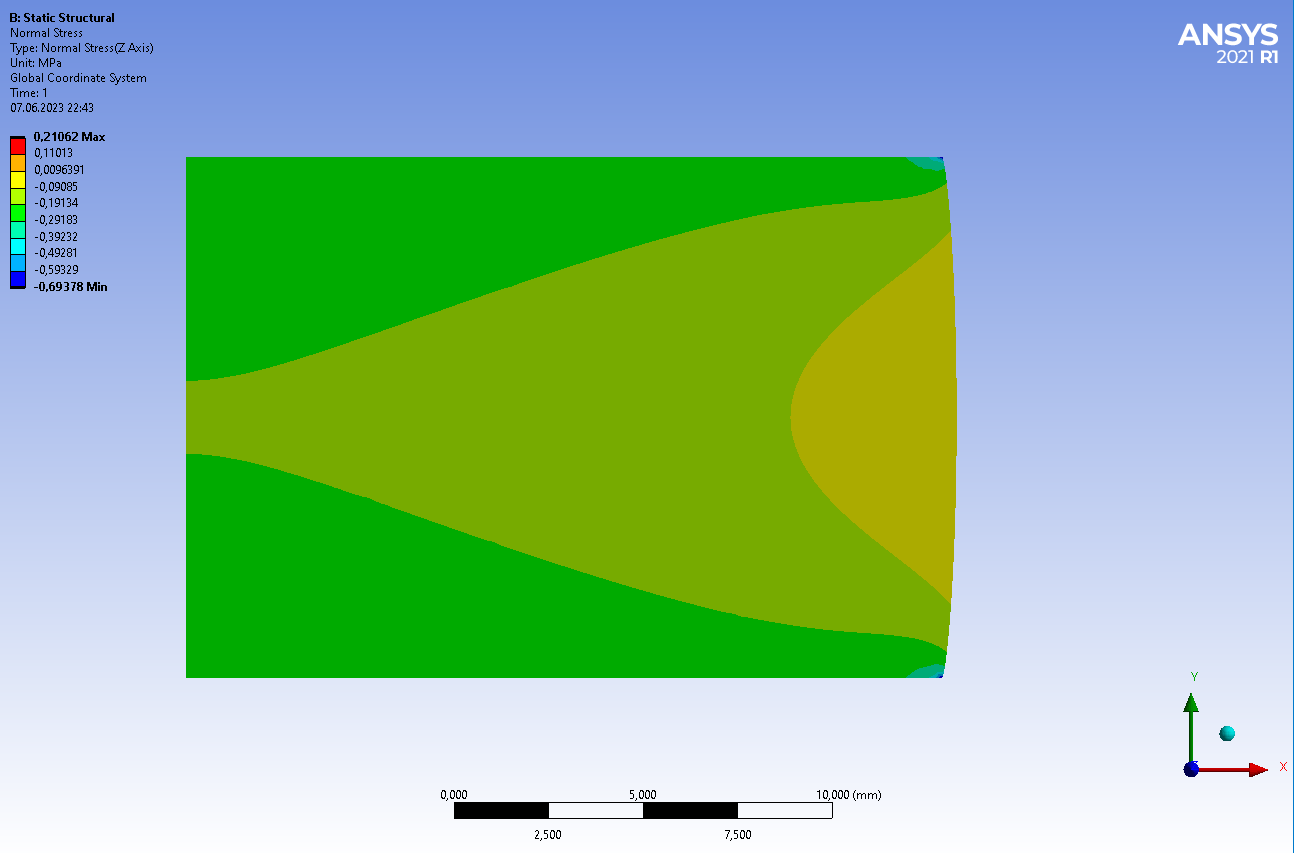 B: Static Structural
Normal Stress
Type: Normal Stress(Z Axis)
Unit: MPa
Global Coordinate System
Time: 1
07.06.2023 22:43
0,21062 Max
0,11013
0,0096391
-0,09085
-0,19134
-0,29183
-0,39232
-0,49281
-0,59329
-0,69378 Min
ANSYS
2021 R1
Y
X
0,000 5,000 10,000 (mm)
2,500 7,500